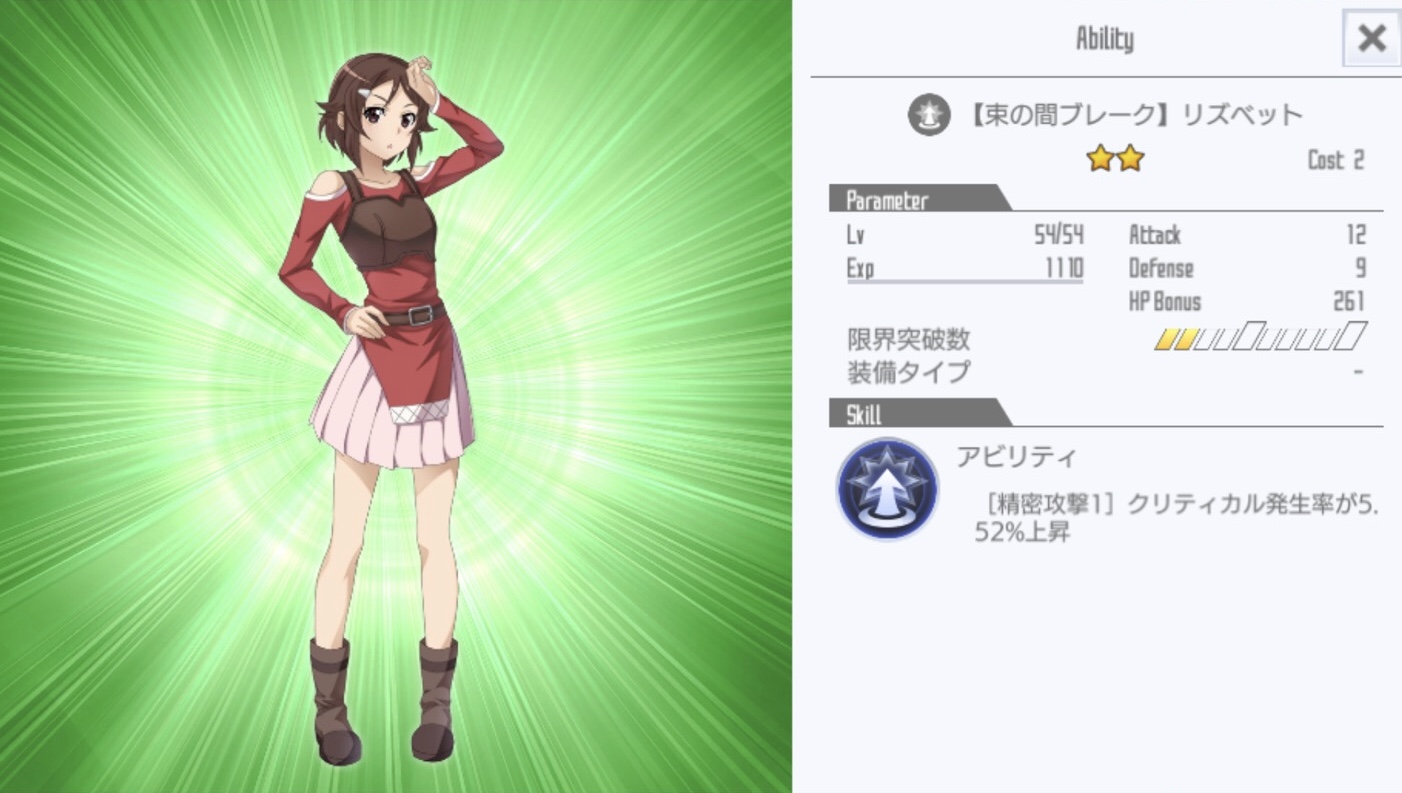 Ability
【束の間ブレーク】リズベット
Cost 2
Parameter
Lv 54/54 Attack 12
Exp 1110 Defense 9
HP Bonus 261
限界突破数
装備タイプ -
Skill
アビリティ
［精密攻撃1］クリティカル発生率が5.
52%上昇